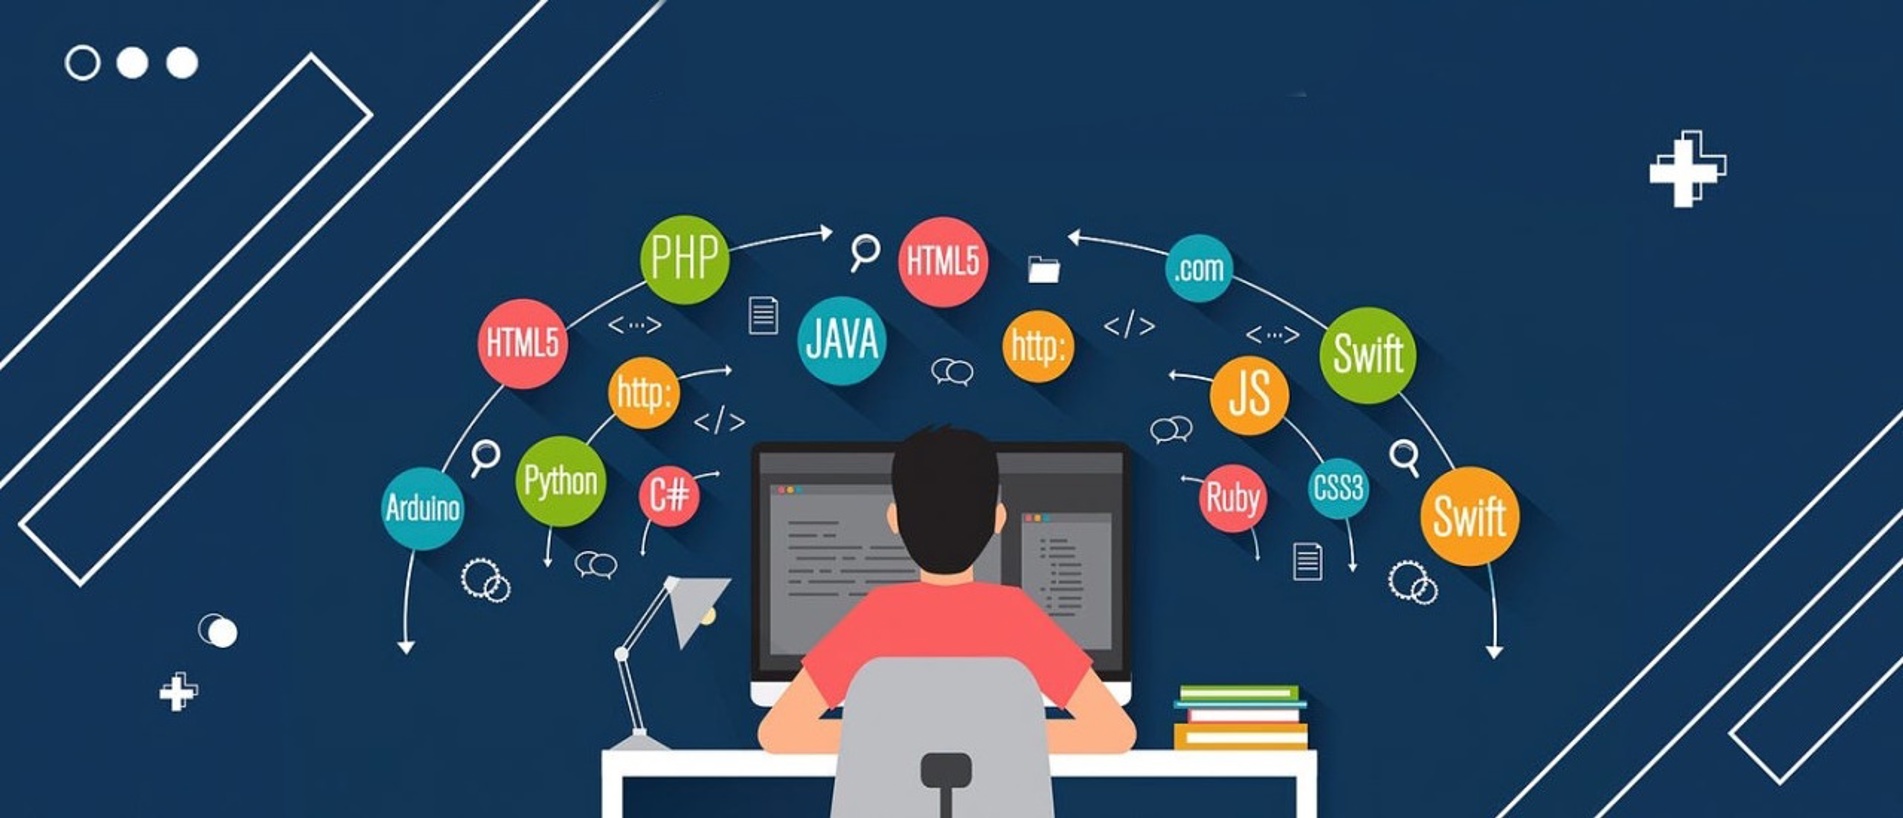 PHP
HTML5
.com
HTML5
JAVA
http:
Swift
http:
JS
Arduino
Python
C#
Ruby
CSS3
Swift